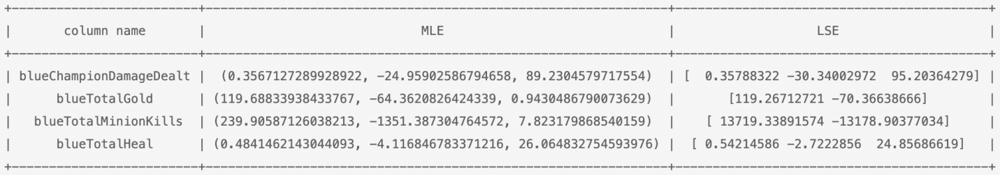 +--------------------------+----------------------------------------------------------------+--------------------------------------------+
| column name | MLE | LSE |
+--------------------------+----------------------------------------------------------------+--------------------------------------------+
| blueChampionDamageDealt | (0.3567127289928922, -24.95902586794658, 89.2304579717554) | [ 0.35788322 -30.34002972 95.20364279] |
| blueTotalGold | (119.68833938433767, -64.3620826424339, 0.9430486790073629) | [119.26712721 -70.36638666] |
| blueTotalMinionKills | (239.90587126038213, -1351.387304764572, 7.823179868540159) | [ 13719.33891574 -13178.90377034] |
| blueTotalHeal | (0.4841462143044093, -4.116846783371216, 26.064832754593976) | [ 0.54214586 -2.7222856 24.85686619] |
+--------------------------+----------------------------------------------------------------+--------------------------------------------+